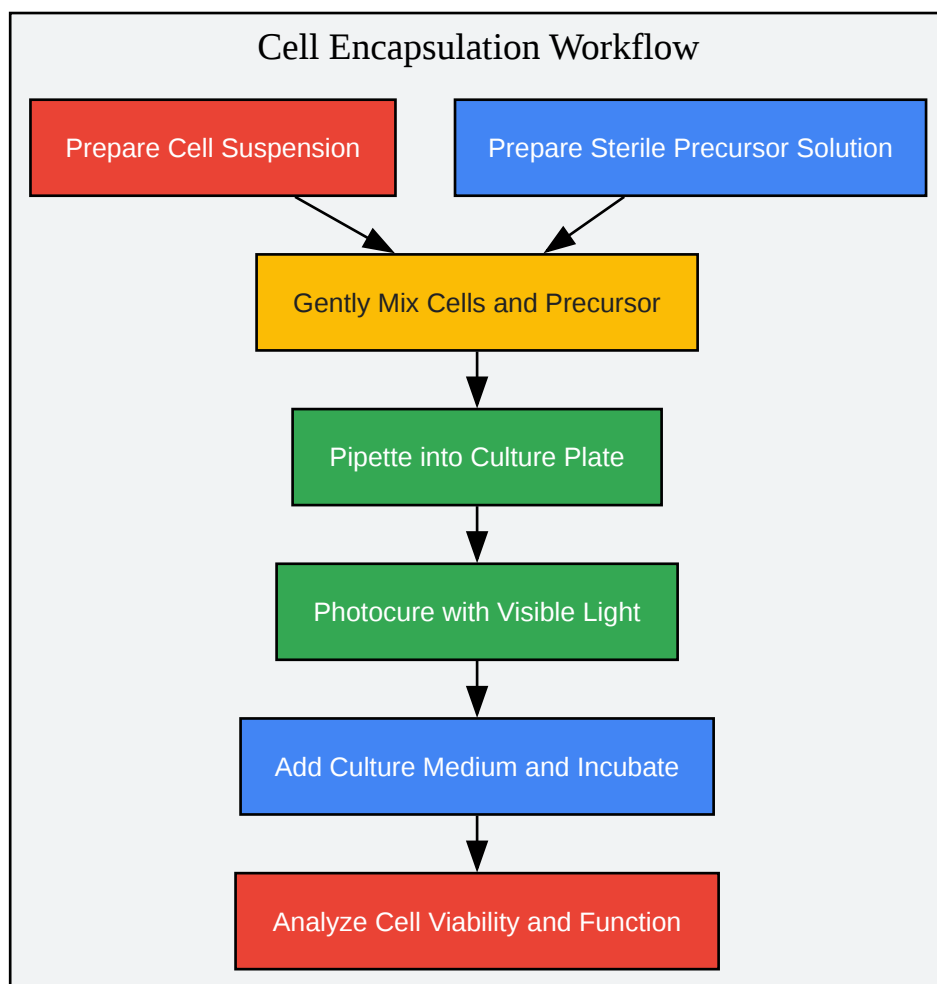 Cell Encapsulation Workflow
Prepare Cell Suspension
Prepare Sterile Precursor Solution
Gently Mix Cells and Precursor
Pipette into Culture Plate
Photocure with Visible Light
Add Culture Medium and Incubate
Analyze Cell Viability and Function